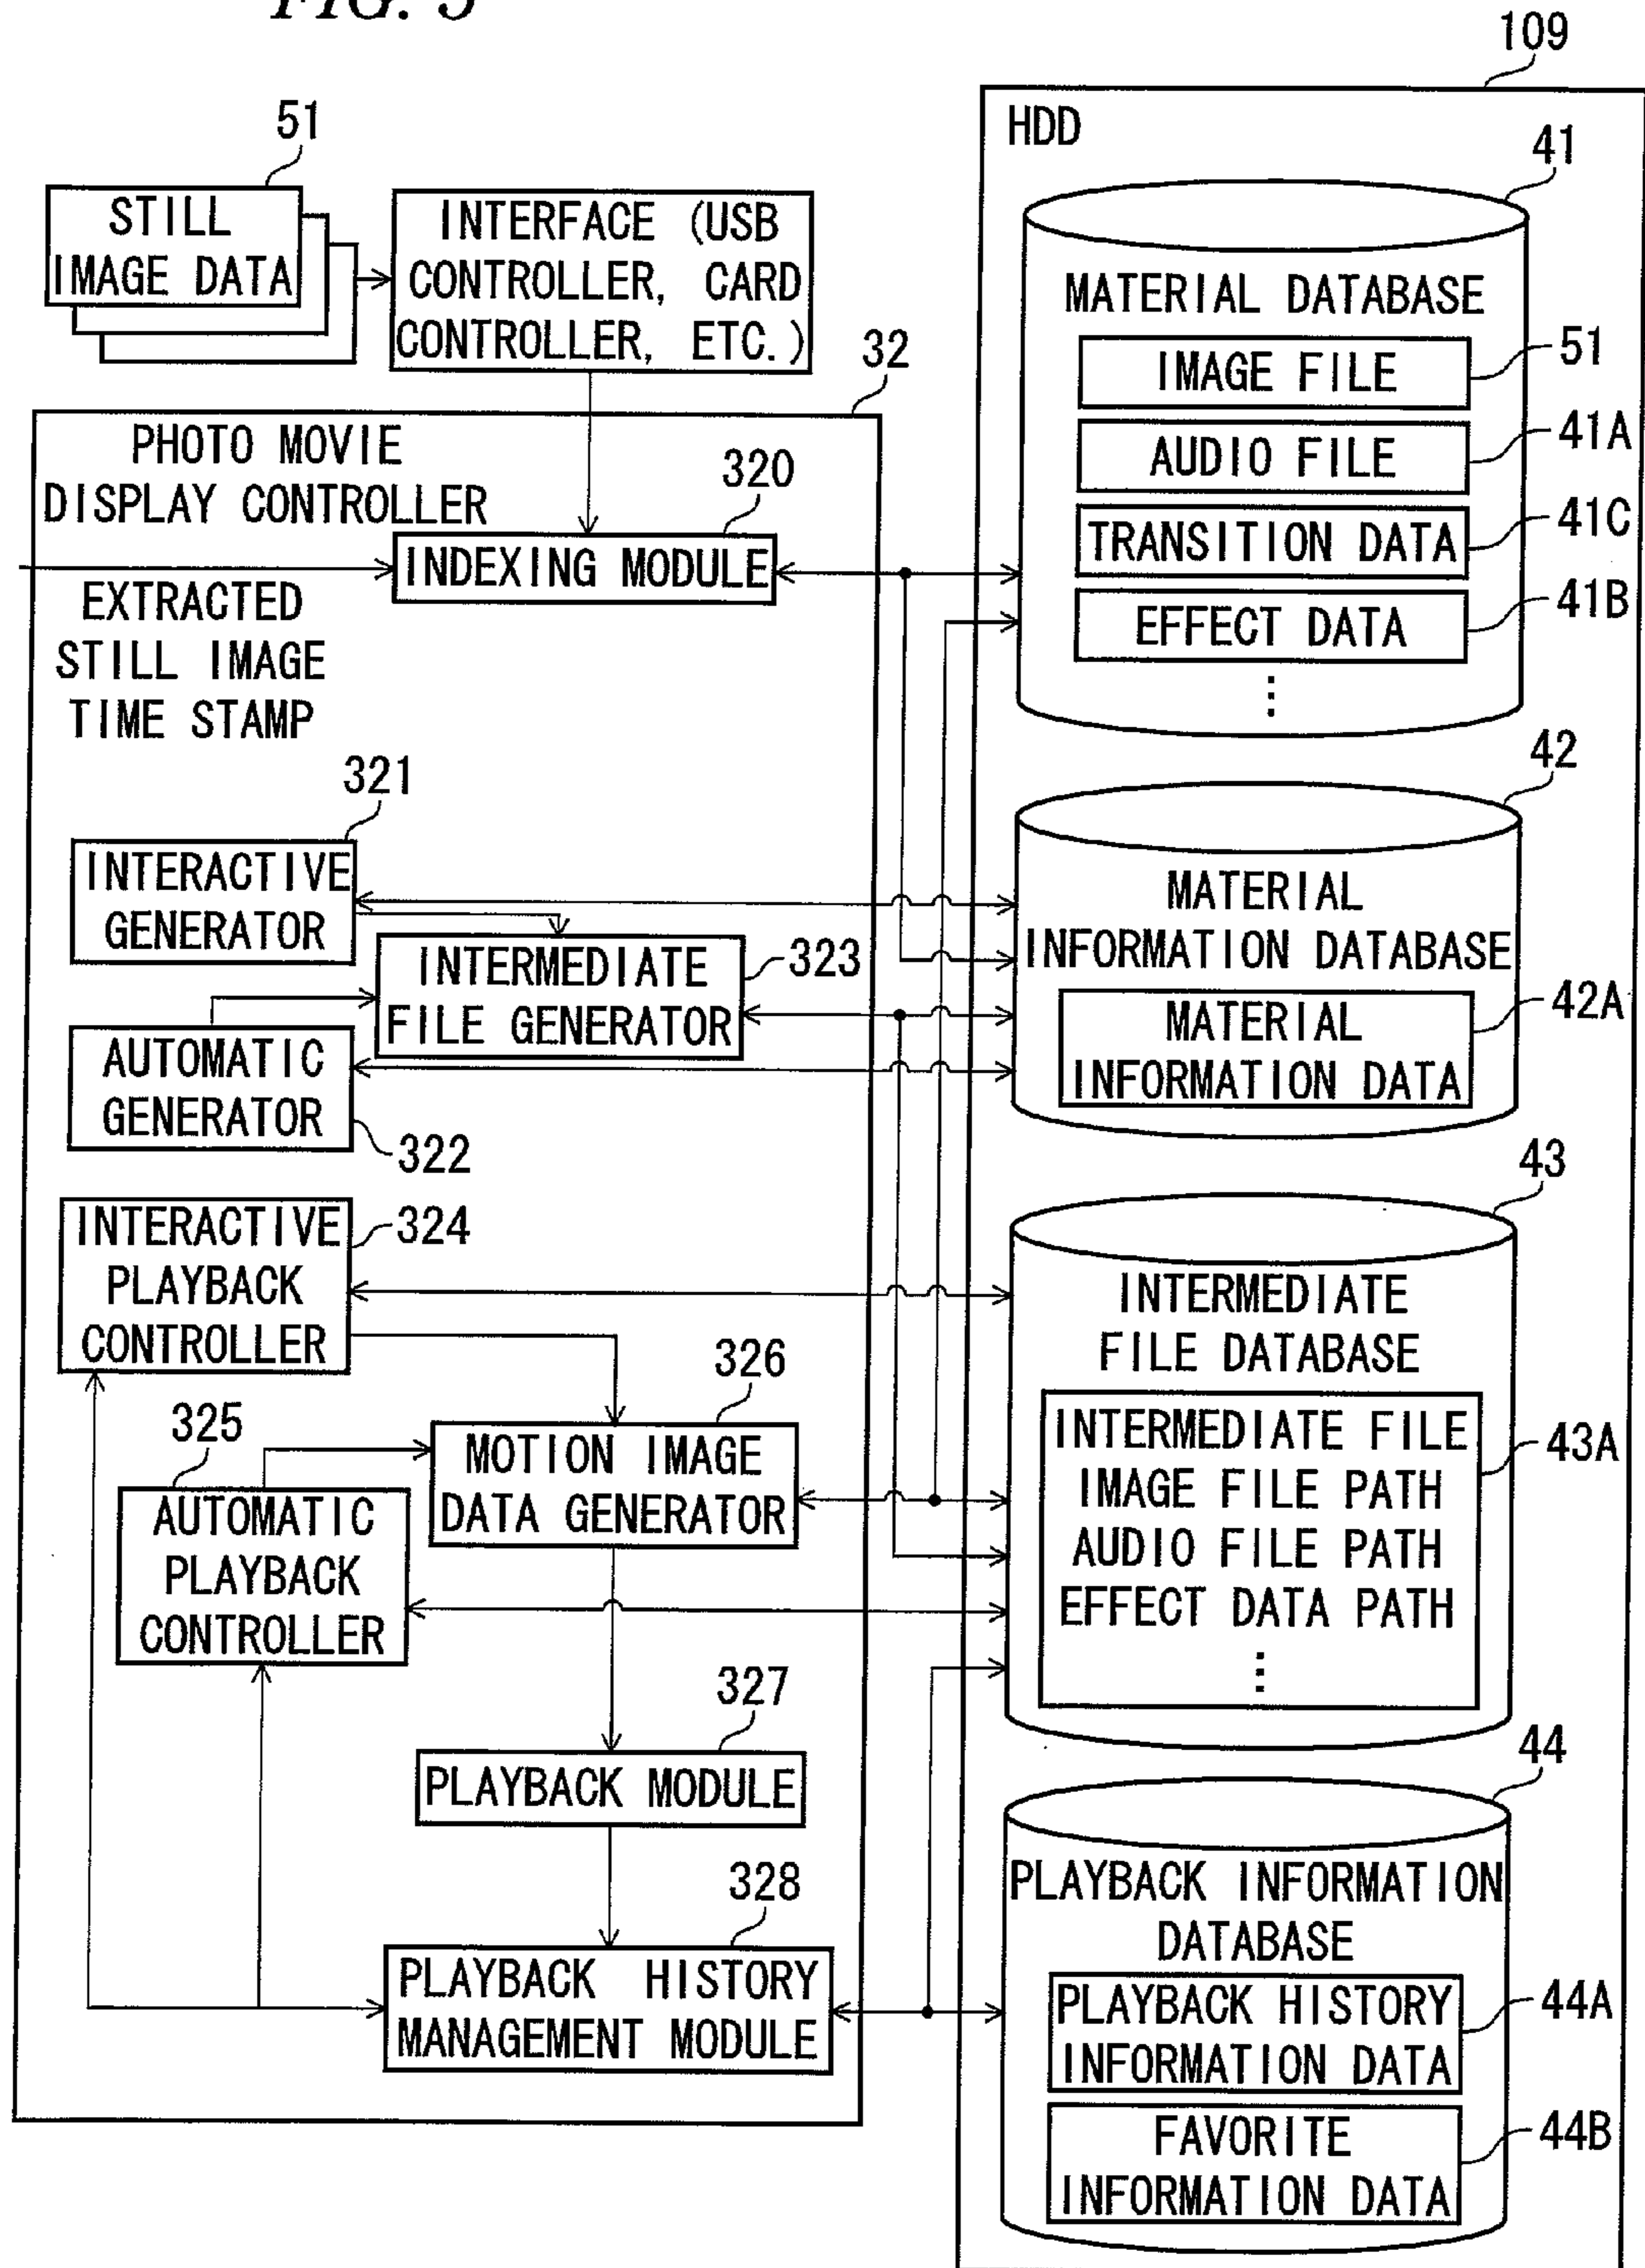 FIG. 3
109
HDD
51
STILL
IMAGE DATA
INTERFACE (USB
CONTROLLER, CARD
CONTROLLER, ETC.)
32
PHOTO MOVIE
DISPLAY CONTROLLER
320
INDEXING MODULE
EXTRACTED
STILL IMAGE
TIME STAMP
321
INTERACTIVE
GENERATOR
INTERMEDIATE
FILE GENERATOR
323
AUTOMATIC
GENERATOR
322
INTERACTIVE
PLAYBACK
CONTROLLER
324
326
MOTION IMAGE
DATA GENERATOR
325
AUTOMATIC
PLAYBACK
CONTROLLER
327
PLAYBACK MODULE
328
PLAYBACK HISTORY
MANAGEMENT MODULE
41
MATERIAL DATABASE
IMAGE FILE
51
AUDIO FILE
41A
TRANSITION DATA
41C
EFFECT DATA
41B
⋮
42
MATERIAL
INFORMATION DATABASE
MATERIAL
INFORMATION DATA
42A
43
INTERMEDIATE
FILE DATABASE
INTERMEDIATE FILE
IMAGE FILE PATH
AUDIO FILE PATH
EFFECT DATA PATH
⋮
43A
44
PLAYBACK INFORMATION
DATABASE
PLAYBACK HISTORY
INFORMATION DATA
44A
FAVORITE
INFORMATION DATA
44B